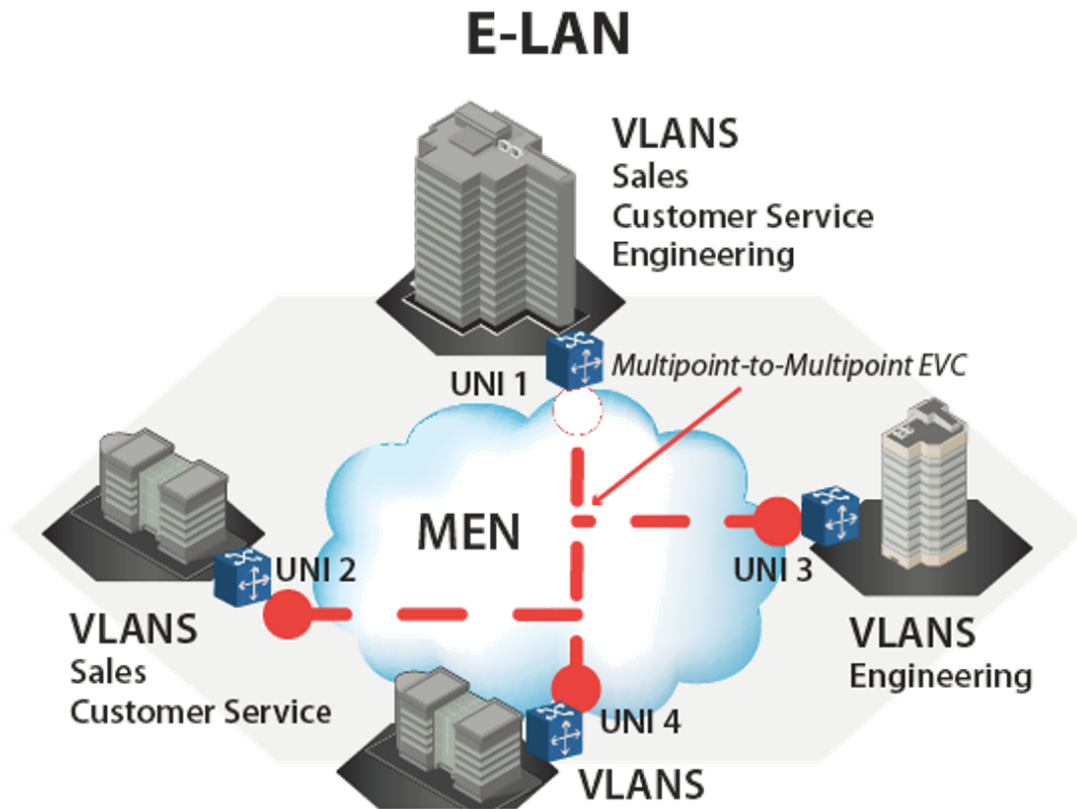 E-LAN
VLANS
Sales
Customer Service
Engineering
UNI 1
Multipoint-to-Multipoint EVC
MEN
UNI 2
UNI 3
VLANS
Sales
Customer Service
VLANS
Engineering
UNI 4
VLANS